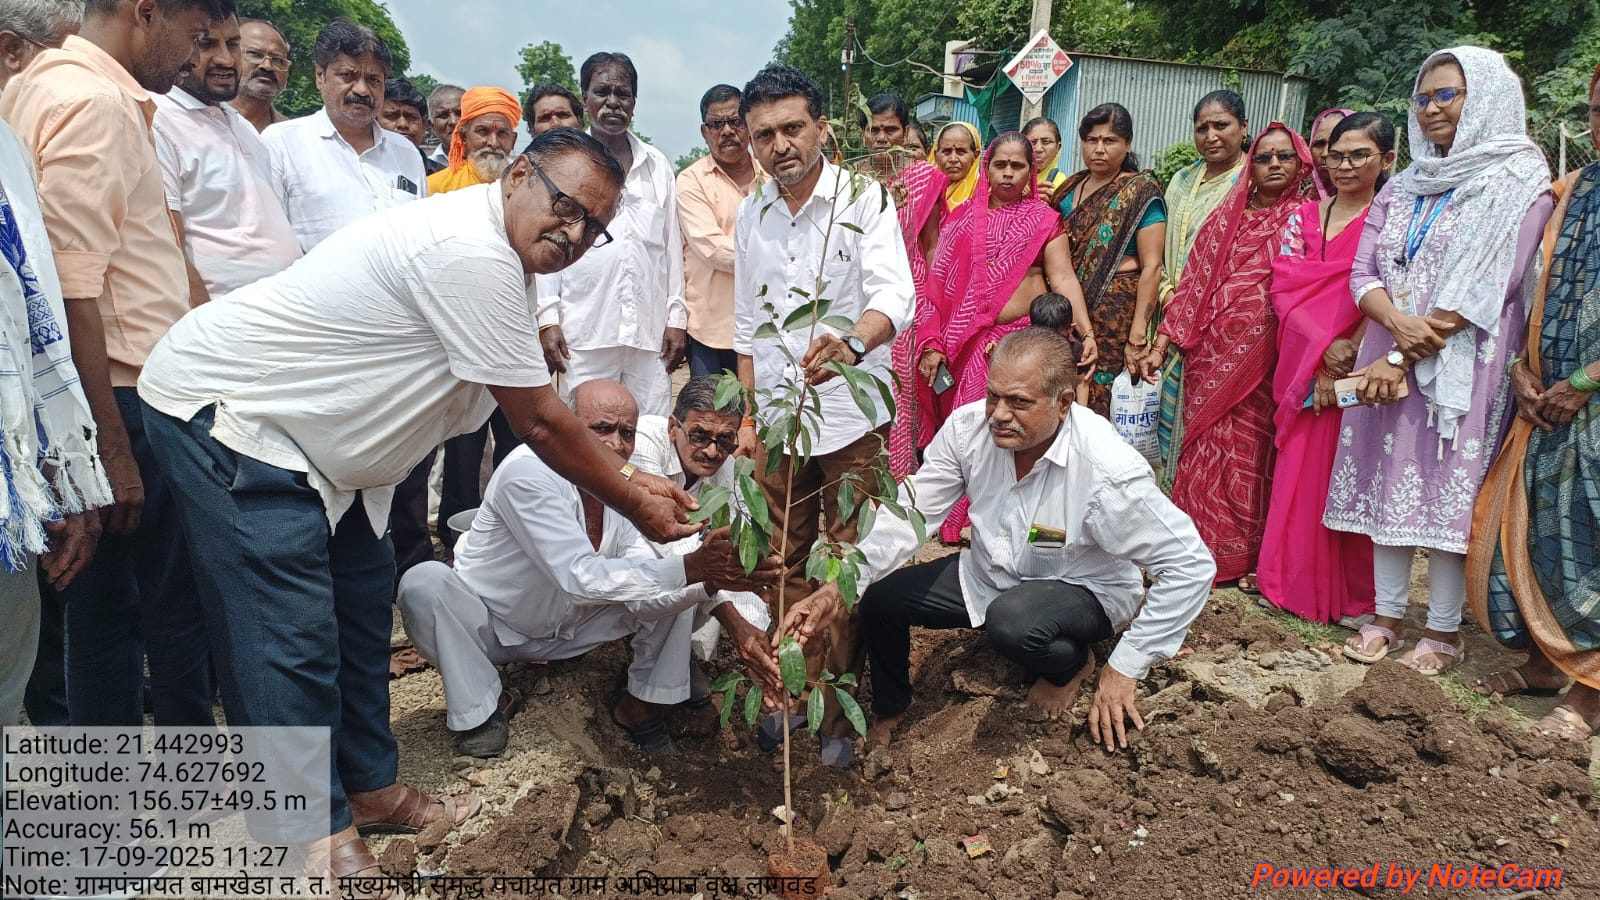 50% छूट
माचामुंडा
Latitude: 21.442993
Longitude: 74.627692
Elevation: 156.57±49.5 m
Accuracy: 56.1 m
Time: 17-09-2025 11:27
Note: ग्रामपंचायत बामखेडा त. त. मुख्यमंत्री समृद्ध पंचायत ग्राम अभियान वृक्ष लागवड
Powered by NoteCam